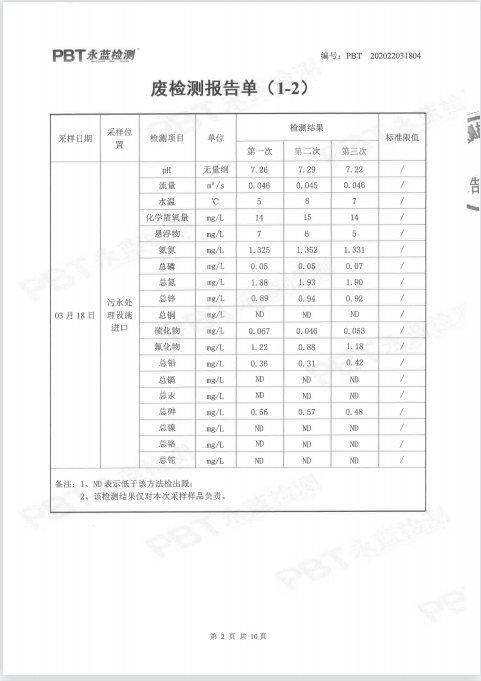 PBT 永蓝检测
编号：PBT 202022031804
废检测报告单（1-2）
采样日期 采样位置 检测项目 单位 检测结果 标准限值
第一次 第二次 第三次
03 月 18 日 污水处理设施进口
pH 无量纲 7.26 7.29 7.22 /
流量 m³/s 0.046 0.045 0.046 /
水温 ℃ 5 8 7 /
化学需氧量 mg/L 14 15 14 /
悬浮物 mg/L 7 6 5 /
氨氮 mg/L 1.325 1.352 1.331 /
总磷 mg/L 0.05 0.05 0.07 /
总氮 mg/L 1.88 1.93 1.90 /
总锌 mg/L 0.89 0.94 0.92 /
总铜 mg/L ND ND ND /
硫化物 mg/L 0.067 0.046 0.053 /
氟化物 mg/L 1.22 0.88 1.18 /
总铅 mg/L 0.36 0.31 0.42 /
总镉 mg/L ND ND ND /
总汞 mg/L ND ND ND /
总砷 mg/L 0.56 0.57 0.48 /
总镍 mg/L ND ND ND /
总铬 mg/L ND ND ND /
总铊 mg/L ND ND ND /
备注：1、ND 表示低于该方法检出限；
2、该检测结果仅对本次采样样品负责。
第 2 页 共 10 页